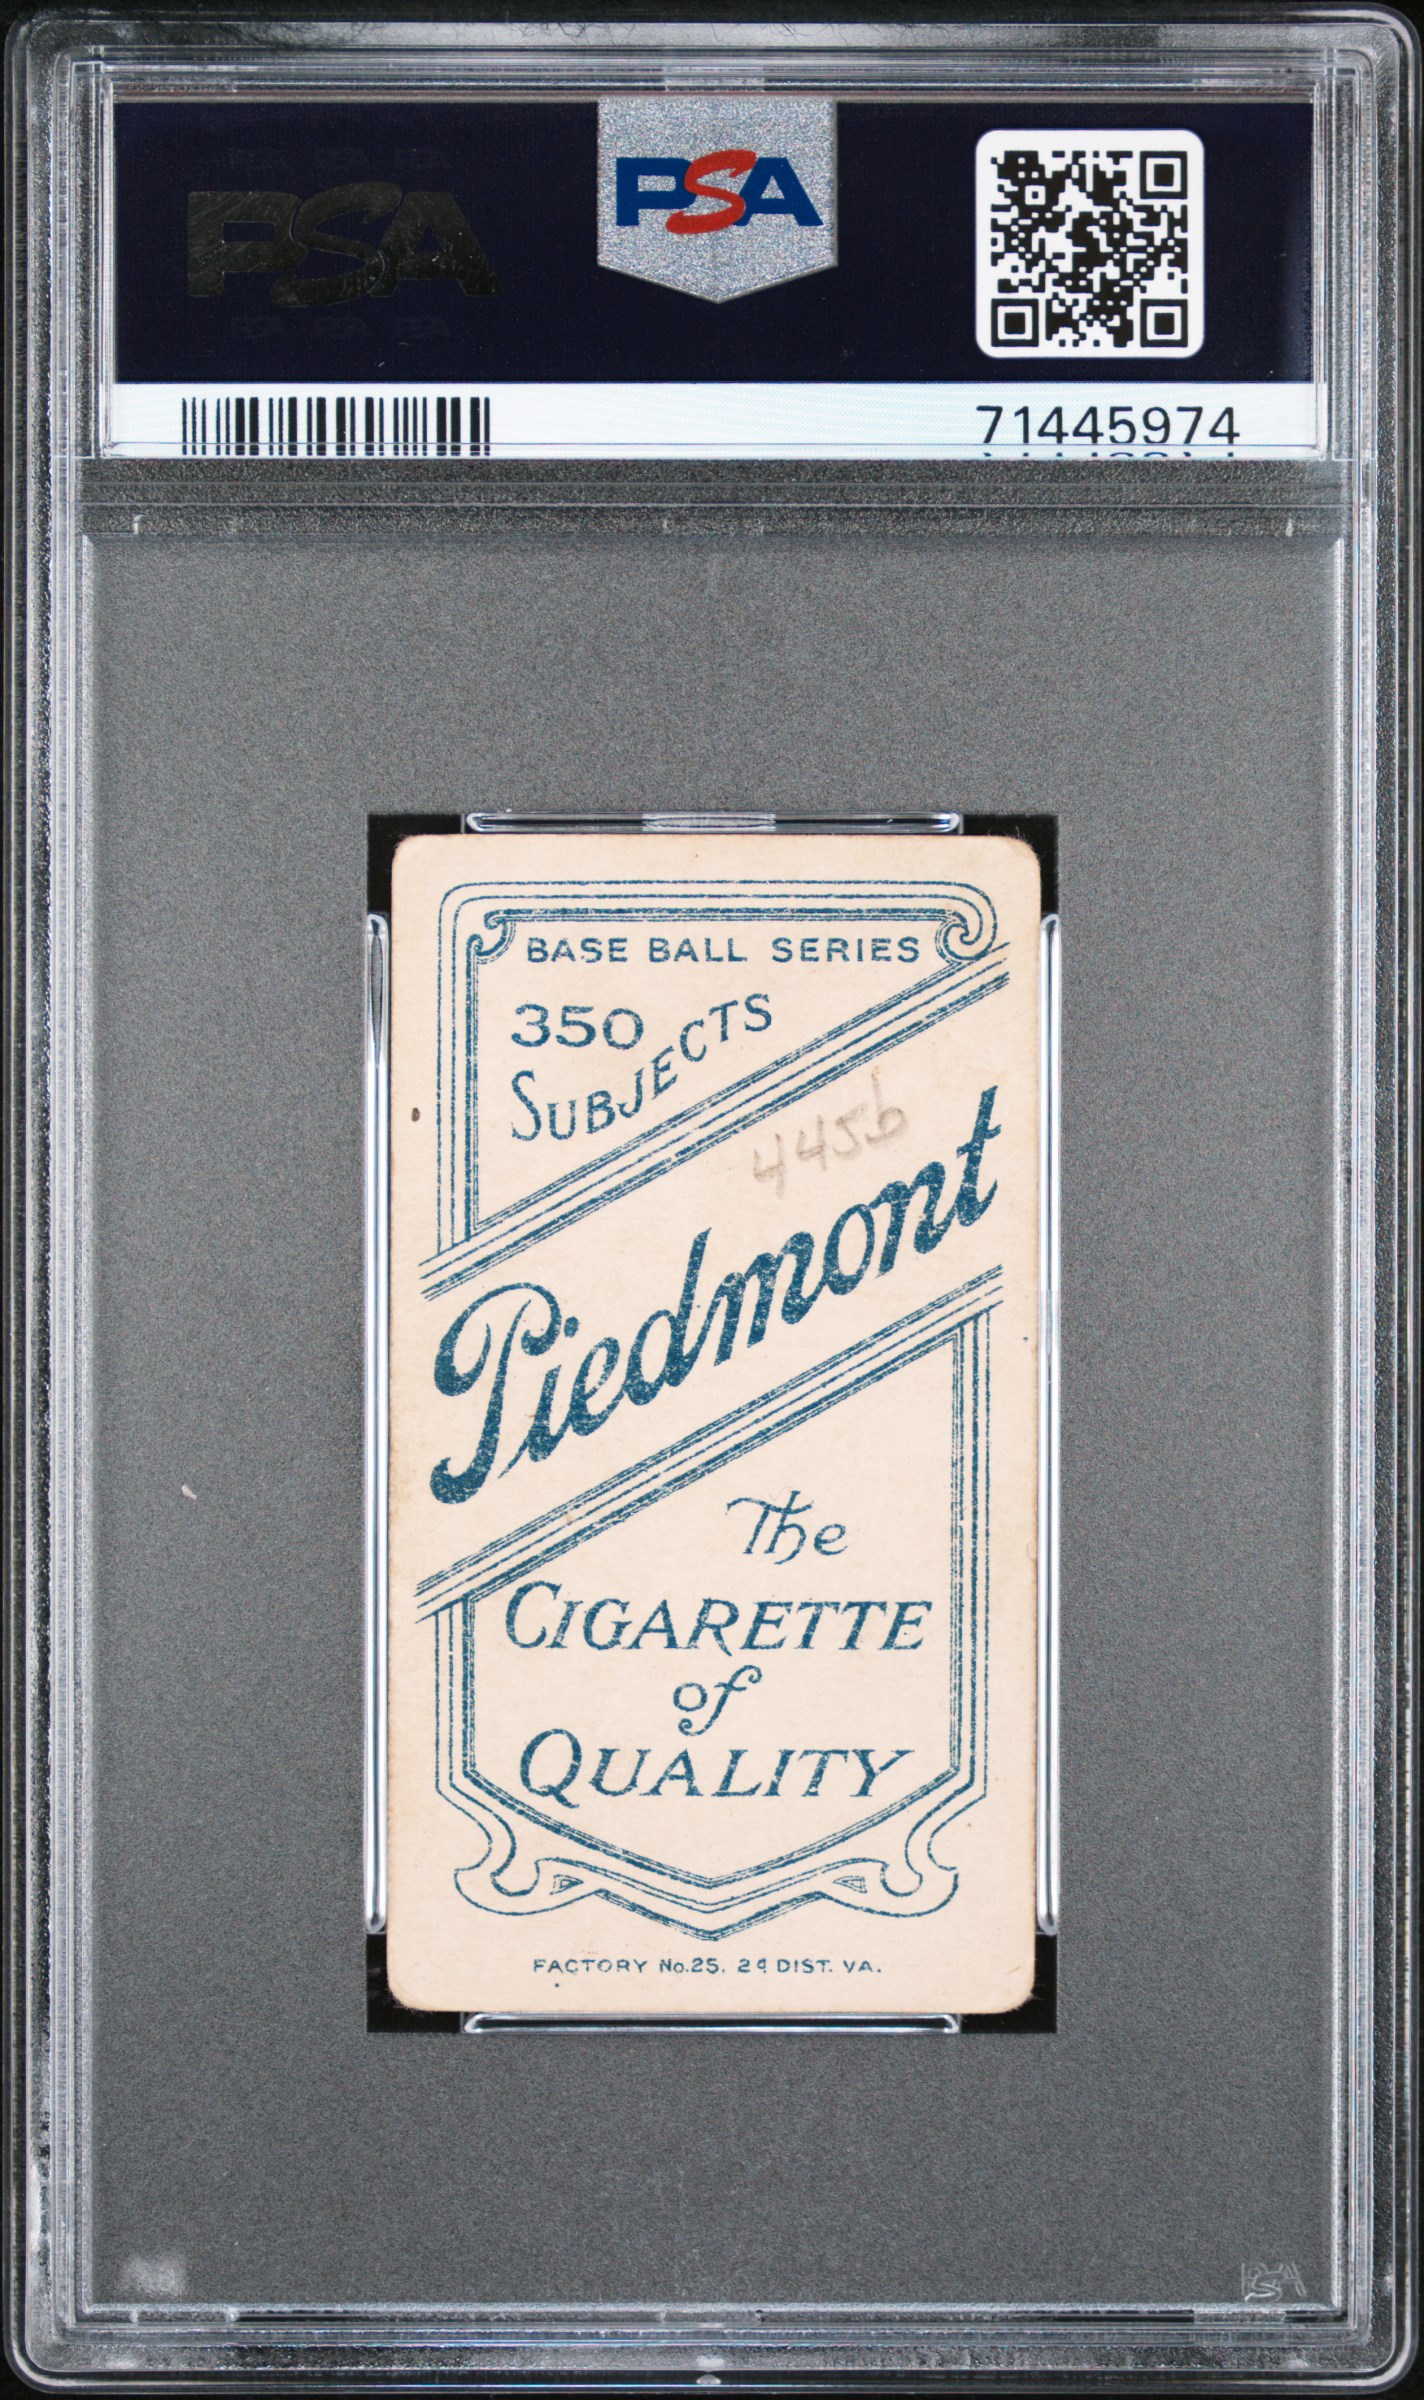 PSA
PSA
71445974
BASE BALL SERIES
350
SUBJECTS
4456
Piedmont
The
CIGARETTE
of
QUALITY
FACTORY No.25. 2d DIST. VA.
PSA